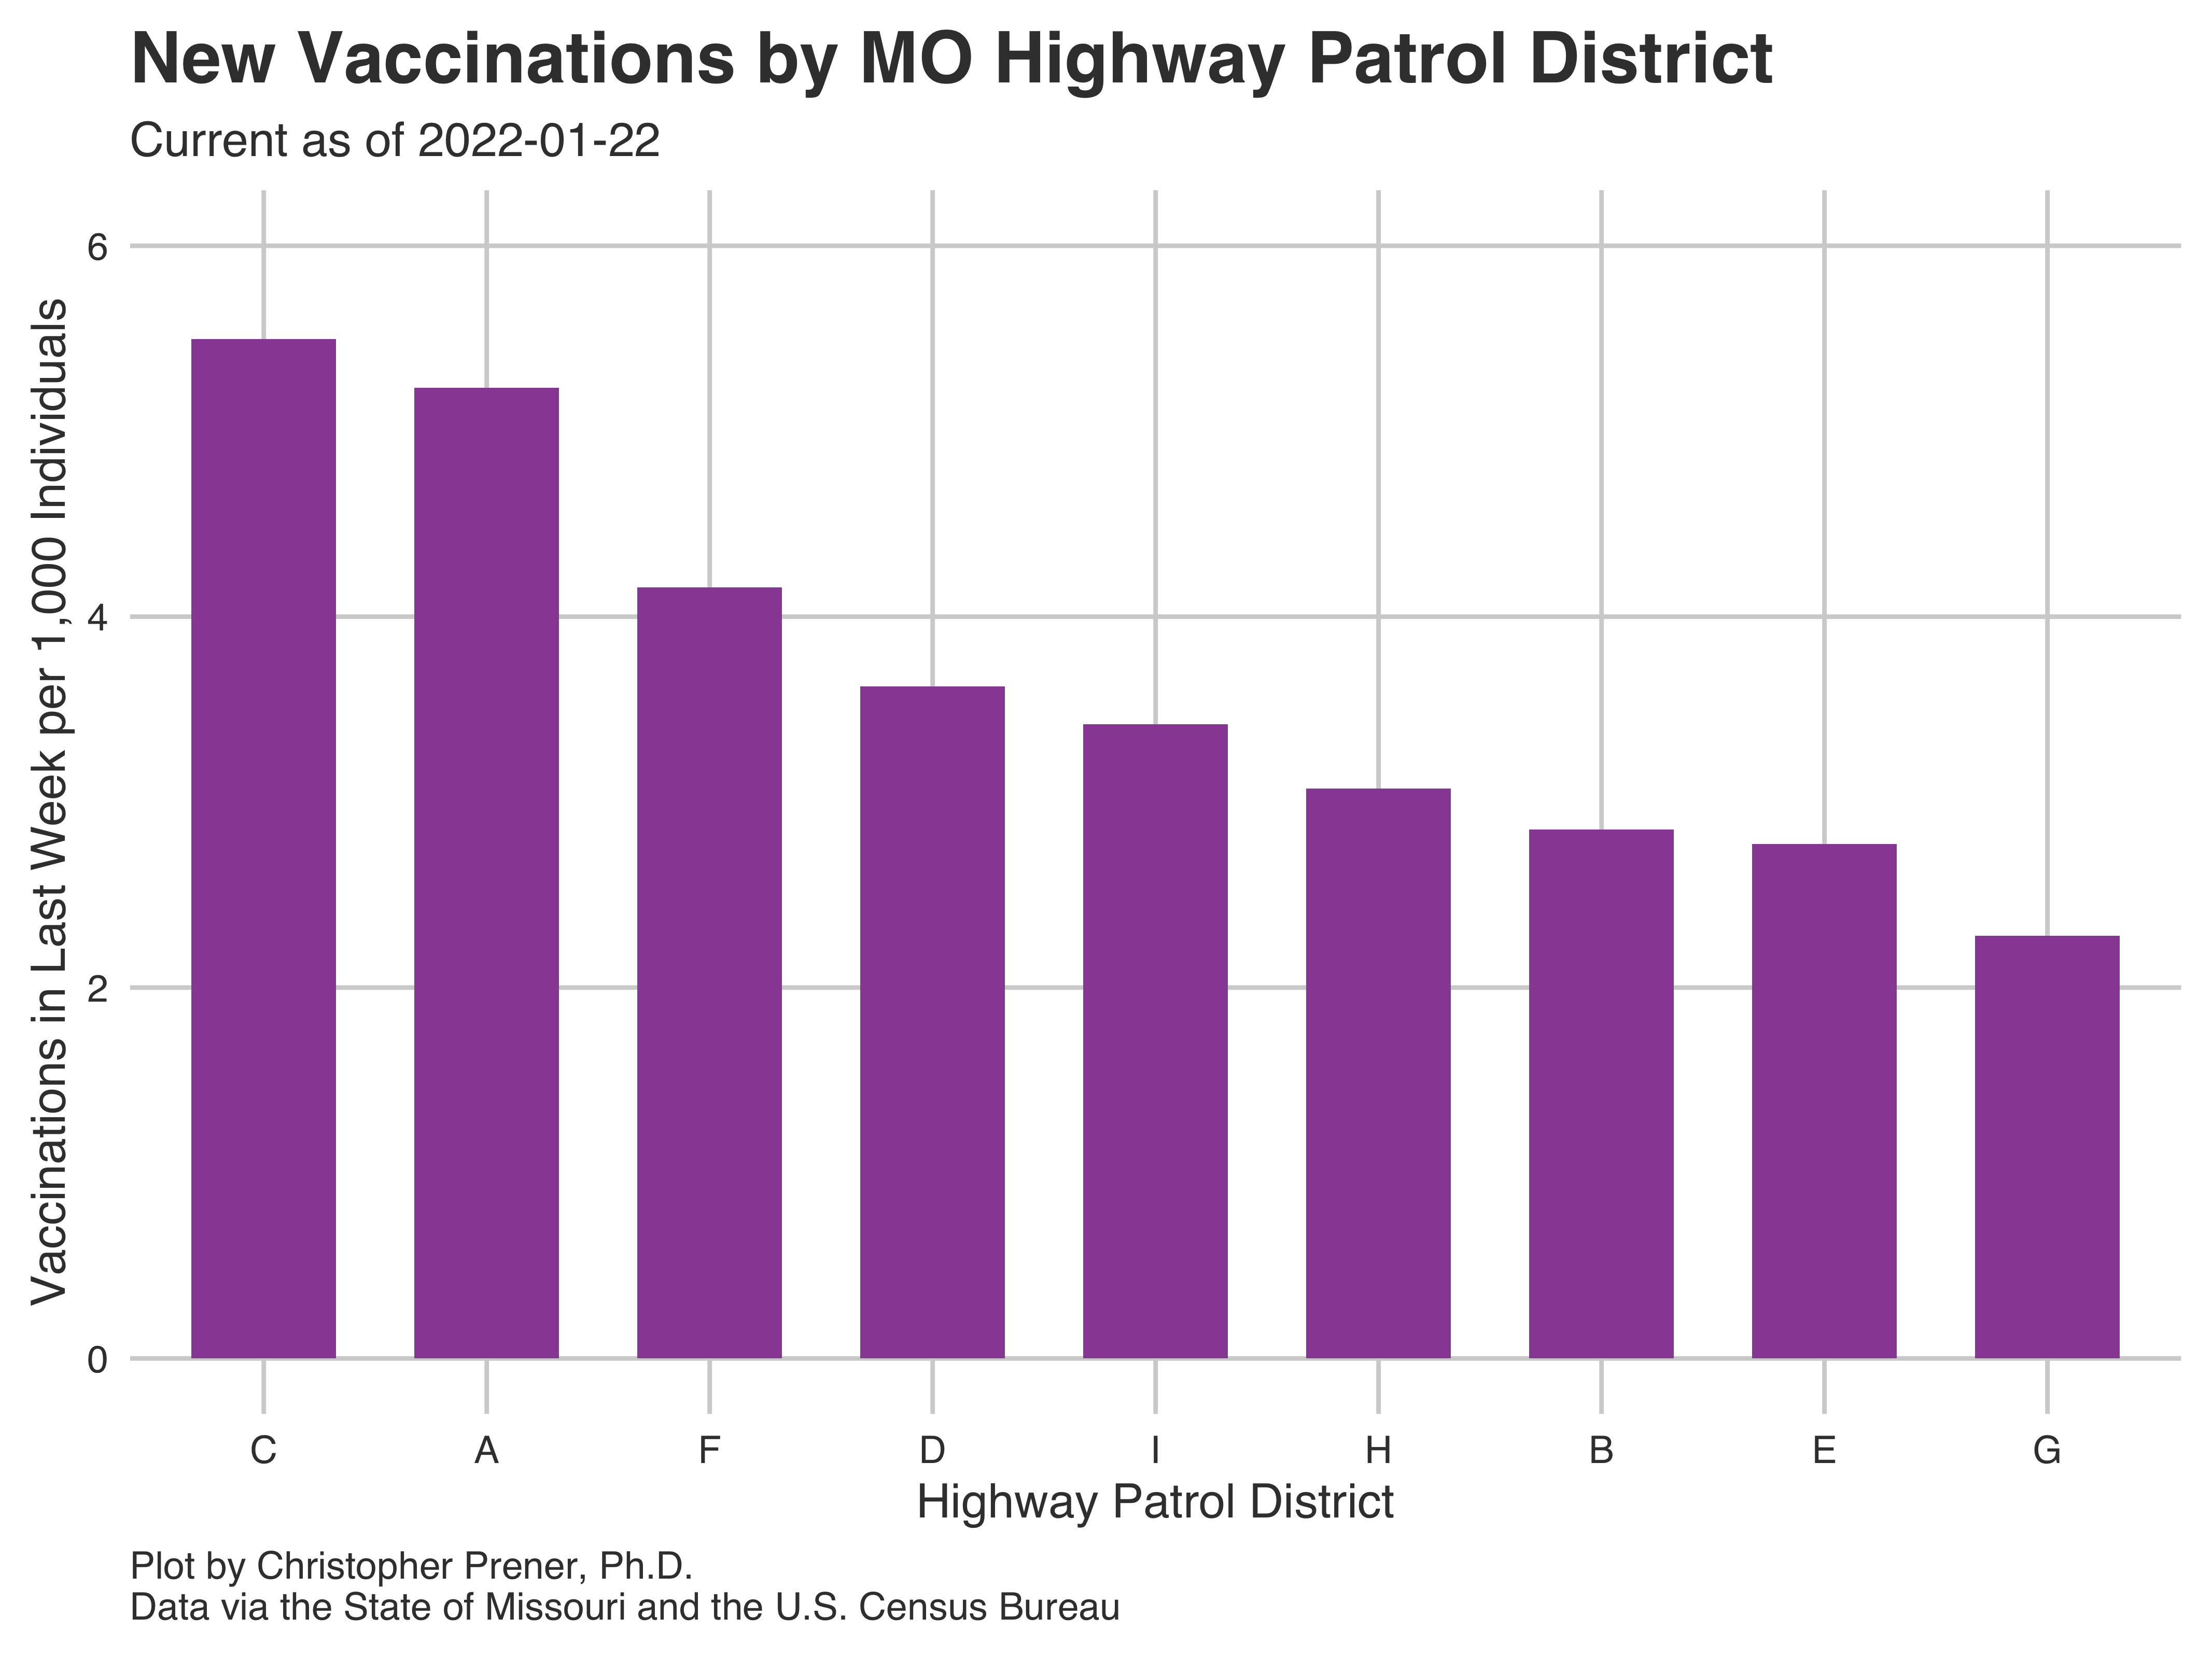 New Vaccinations by MO Highway Patrol District
Current as of 2022-01-22
Vaccinations in Last Week per 1,000 Individuals
6
4
2
0
C A F D I H B E G
Highway Patrol District
Plot by Christopher Prener, Ph.D.
Data via the State of Missouri and the U.S. Census Bureau